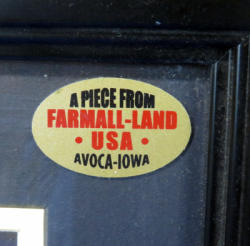 A PIECE FROM
FARMALL-LAND
• USA •
AVOCA-IOWA